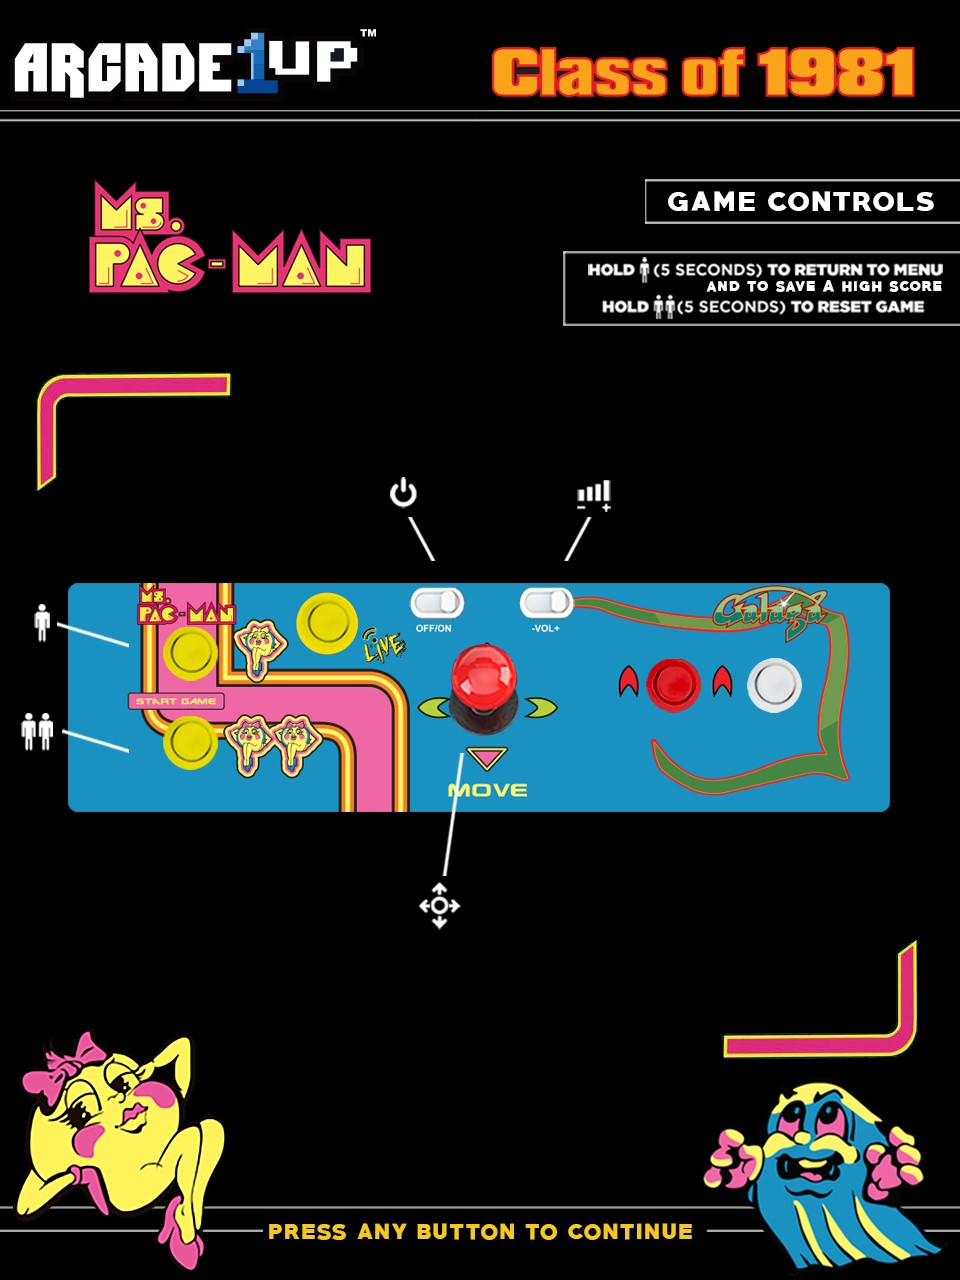 ARCADE1UP™
Class of 1981
Ms.
PAC-MAN
GAME CONTROLS
HOLD (5 SECONDS) TO RETURN TO MENU
AND TO SAVE A HIGH SCORE
HOLD (5 SECONDS) TO RESET GAME
- +
Ms.
PAC-MAN
OFF/ON
-VOL+
Galaga
LIVE
START GAME
MOVE
PRESS ANY BUTTON TO CONTINUE